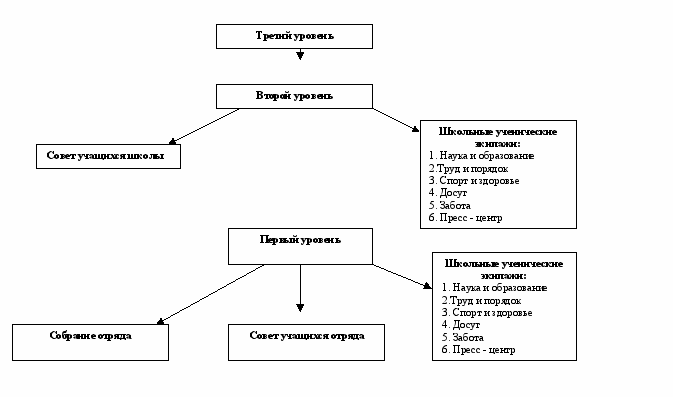 Третий уровень
Второй уровень
Совет учащихся школы
Школьные ученические
экипажи:
1. Наука и образование
2.Труд и порядок
3. Спорт и здоровье
4. Досуг
5. Забота
6. Пресс - центр
Первый уровень
Школьные ученические
экипажи:
1. Наука и образование
2.Труд и порядок
3. Спорт и здоровье
4. Досуг
5. Забота
6. Пресс - центр
Собрание отряда
Совет учащихся отряда